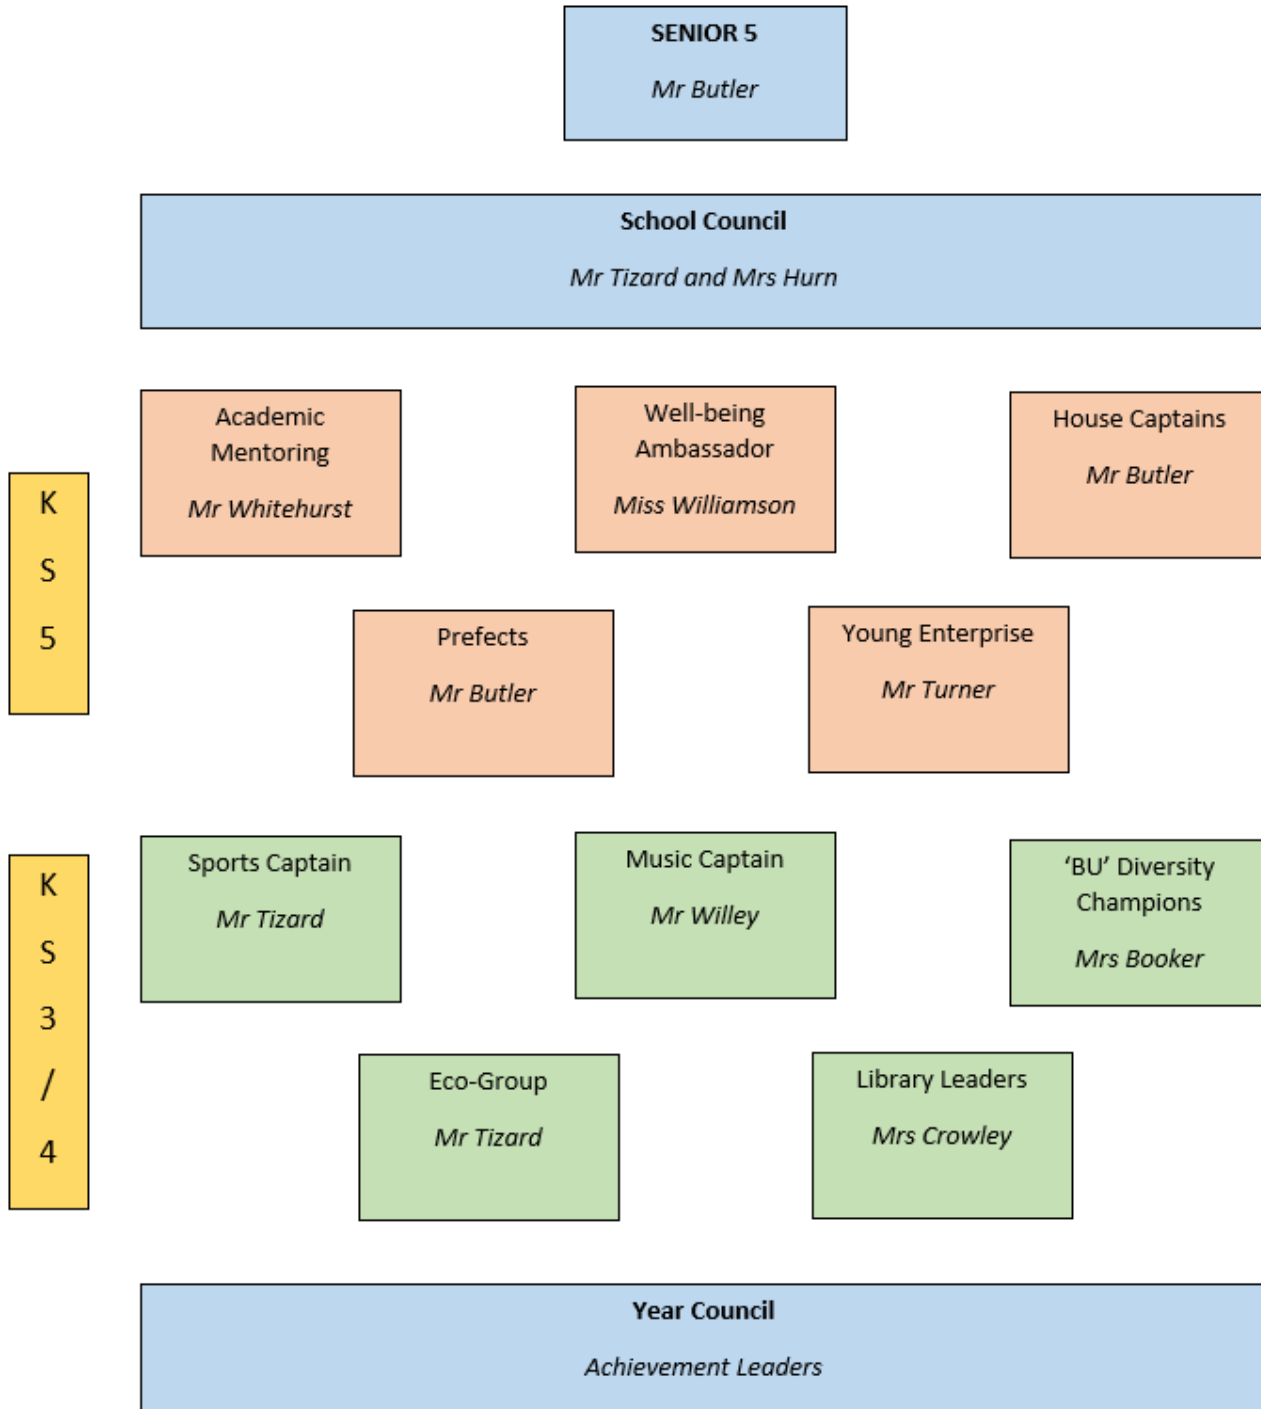 SENIOR 5
Mr Butler
School Council
Mr Tizard and Mrs Hurn
Academic
Mentoring
Mr Whitehurst
Well-being
Ambassador
Miss Williamson
House Captains
Mr Butler
K
S
5
Prefects
Mr Butler
Young Enterprise
Mr Turner
Sports Captain
Mr Tizard
Music Captain
Mr Willey
‘BU’ Diversity
Champions
Mrs Booker
K
S
3
/
4
Eco-Group
Mr Tizard
Library Leaders
Mrs Crowley
Year Council
Achievement Leaders